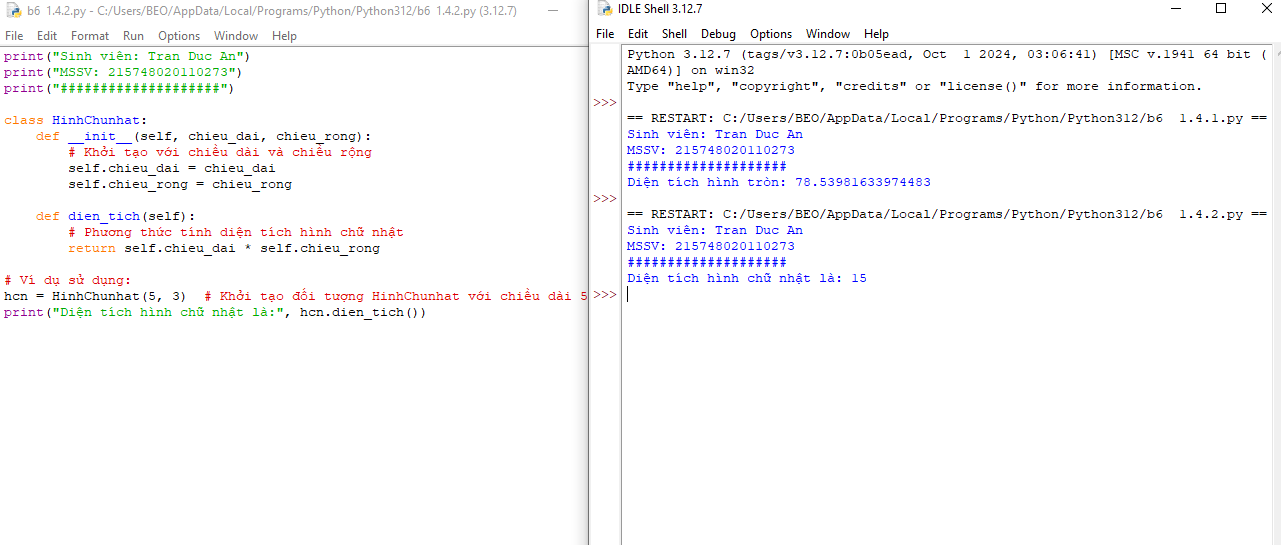 b6 1.4.2.py - C:/Users/BEO/AppData/Local/Programs/Python/Python312/b6 1.4.2.py (3.12.7)
File Edit Format Run Options Window Help
print("Sinh viên: Tran Duc An")
print("MSSV: 215748020110273")
print("####################")
class HinhChunhat:
def __init__(self, chieu_dai, chieu_rong):
# Khởi tạo với chiều dài và chiều rộng
self.chieu_dai = chieu_dai
self.chieu_rong = chieu_rong
def dien_tich(self):
# Phương thức tính diện tích hình chữ nhật
return self.chieu_dai * self.chieu_rong
# Ví dụ sử dụng:
hcn = HinhChunhat(5, 3) # Khởi tạo đối tượng HinhChunhat với chiều dài 5
print("Diện tích hình chữ nhật là:", hcn.dien_tich())
IDLE Shell 3.12.7
File Edit Shell Debug Options Window Help
Python 3.12.7 (tags/v3.12.7:0b05ead, Oct 1 2024, 03:06:41) [MSC v.1941 64 bit (
AMD64)] on win32
Type "help", "copyright", "credits" or "license()" for more information.
>>>
== RESTART: C:/Users/BEO/AppData/Local/Programs/Python/Python312/b6 1.4.1.py ==
Sinh viên: Tran Duc An
MSSV: 215748020110273
####################
Diện tích hình tròn: 78.53981633974483
>>>
== RESTART: C:/Users/BEO/AppData/Local/Programs/Python/Python312/b6 1.4.2.py ==
Sinh viên: Tran Duc An
MSSV: 215748020110273
####################
Diện tích hình chữ nhật là: 15
>>>